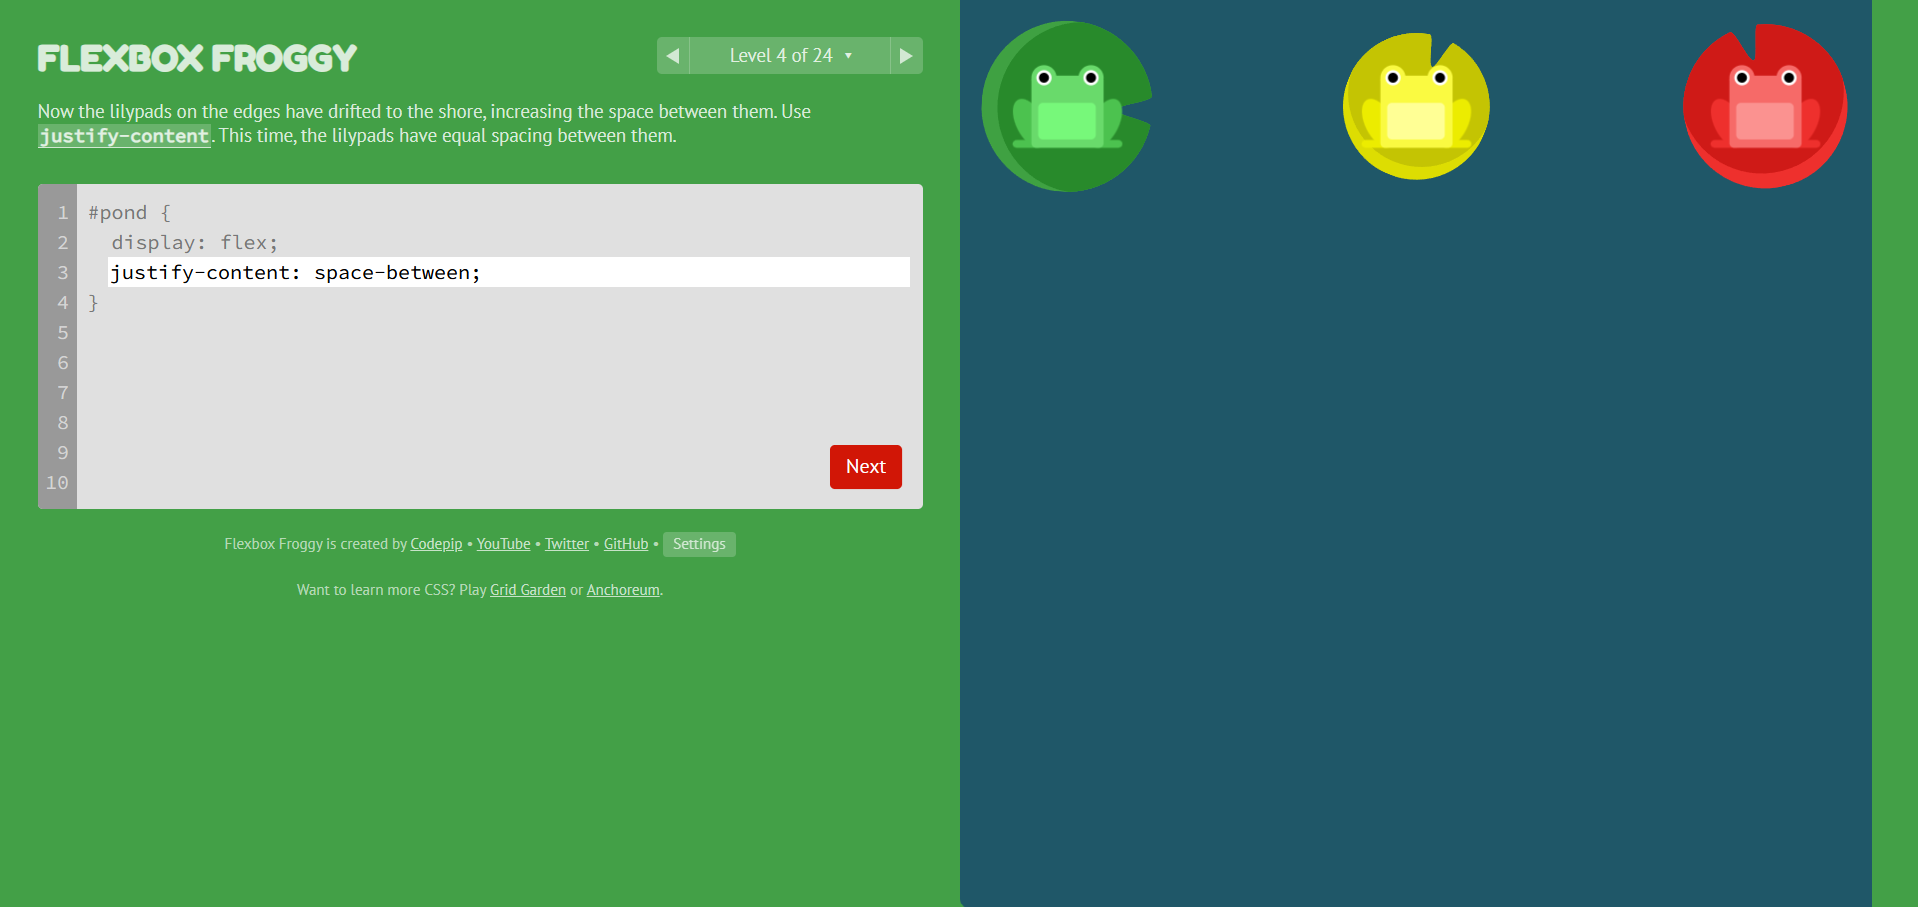 FLEXBOX FROGGY
Level 4 of 24
Now the lilypads on the edges have drifted to the shore, increasing the space between them. Use
justify-content. This time, the lilypads have equal spacing between them.
1 #pond {
2 display: flex;
3 justify-content: space-between;
4 }
5
6
7
8
9
10
Next
Flexbox Froggy is created by Codepip • YouTube • Twitter • GitHub • Settings
Want to learn more CSS? Play Grid Garden or Anchoreum.